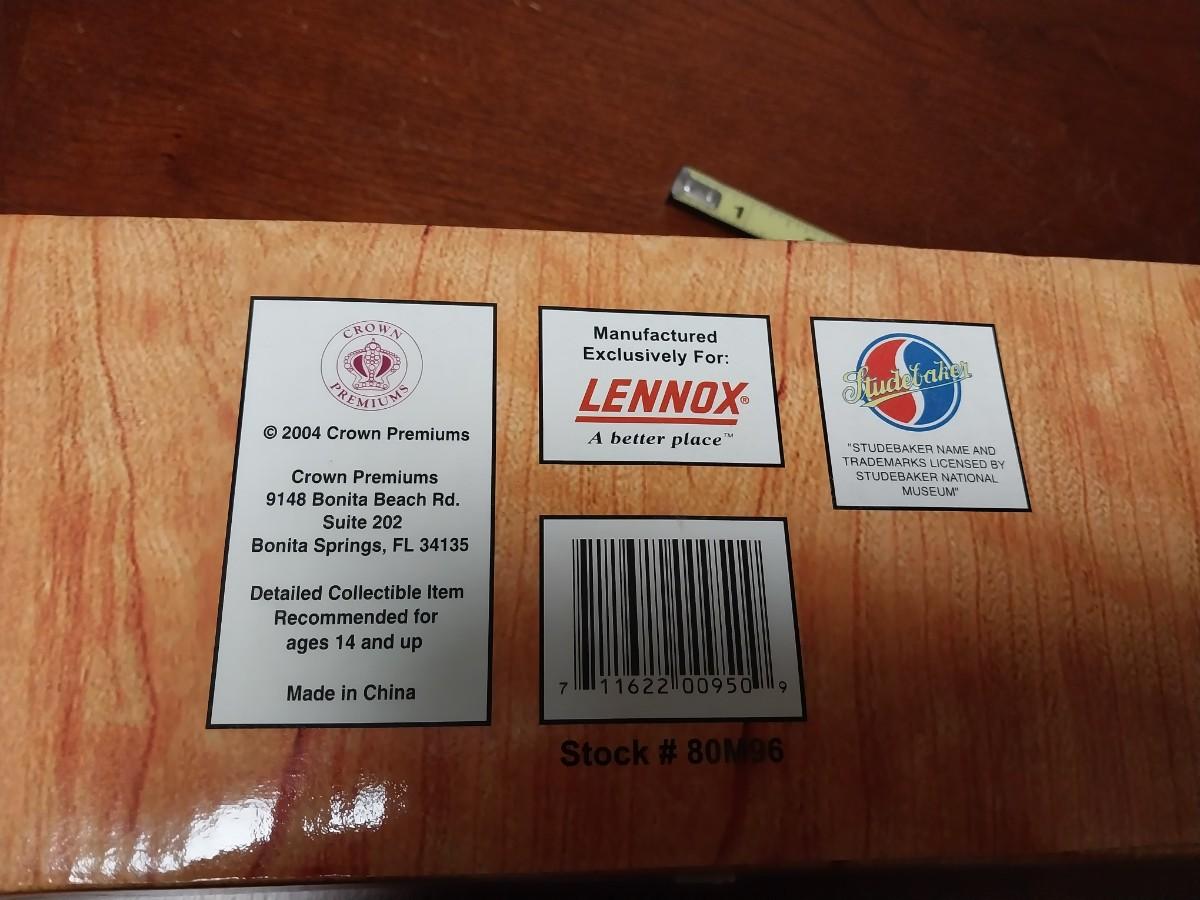 CROWN
PREMIUMS
© 2004 Crown Premiums
Crown Premiums
9148 Bonita Beach Rd.
Suite 202
Bonita Springs, FL 34135
Detailed Collectible Item
Recommended for
ages 14 and up
Made in China
Manufactured
Exclusively For:
LENNOX®
A better place™
7 11622 00950 9
Stock # 80M96
Studebaker
"STUDEBAKER NAME AND
TRADEMARKS LICENSED BY
STUDEBAKER NATIONAL
MUSEUM"
1